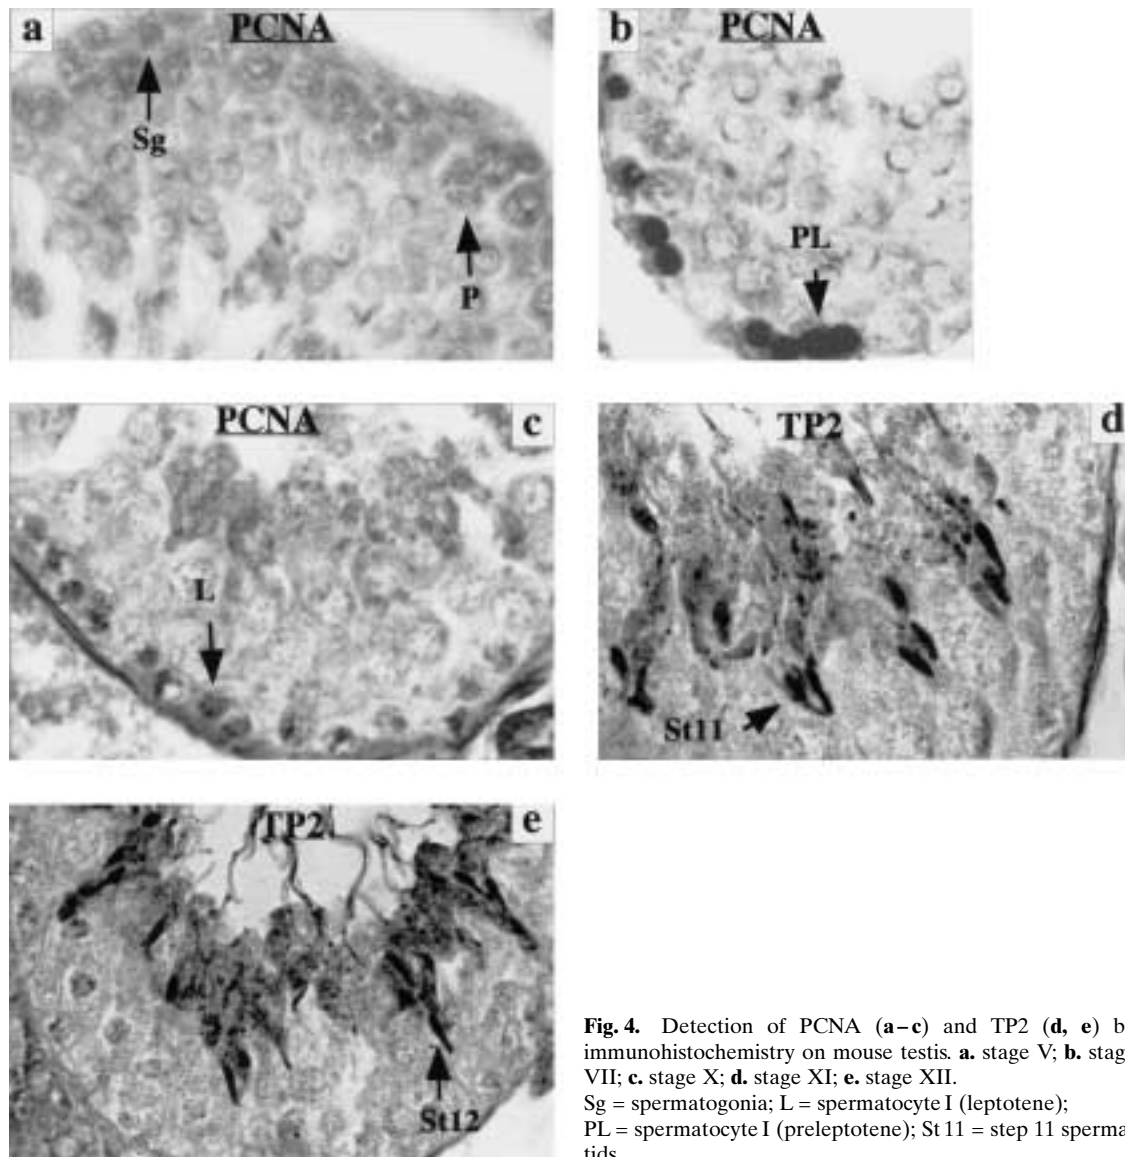 a
PCNA
Sg
P
b
PCNA
PL
c
PCNA
L
d
TP2
St11
e
TP2
St12
Fig. 4. Detection of PCNA (a–c) and TP2 (d, e) b
immunohistochemistry on mouse testis. a. stage V; b. stag
VII; c. stage X; d. stage XI; e. stage XII.
Sg = spermatogonia; L = spermatocyte I (leptotene);
PL = spermatocyte I (preleptotene); St 11 = step 11 sperma
tids